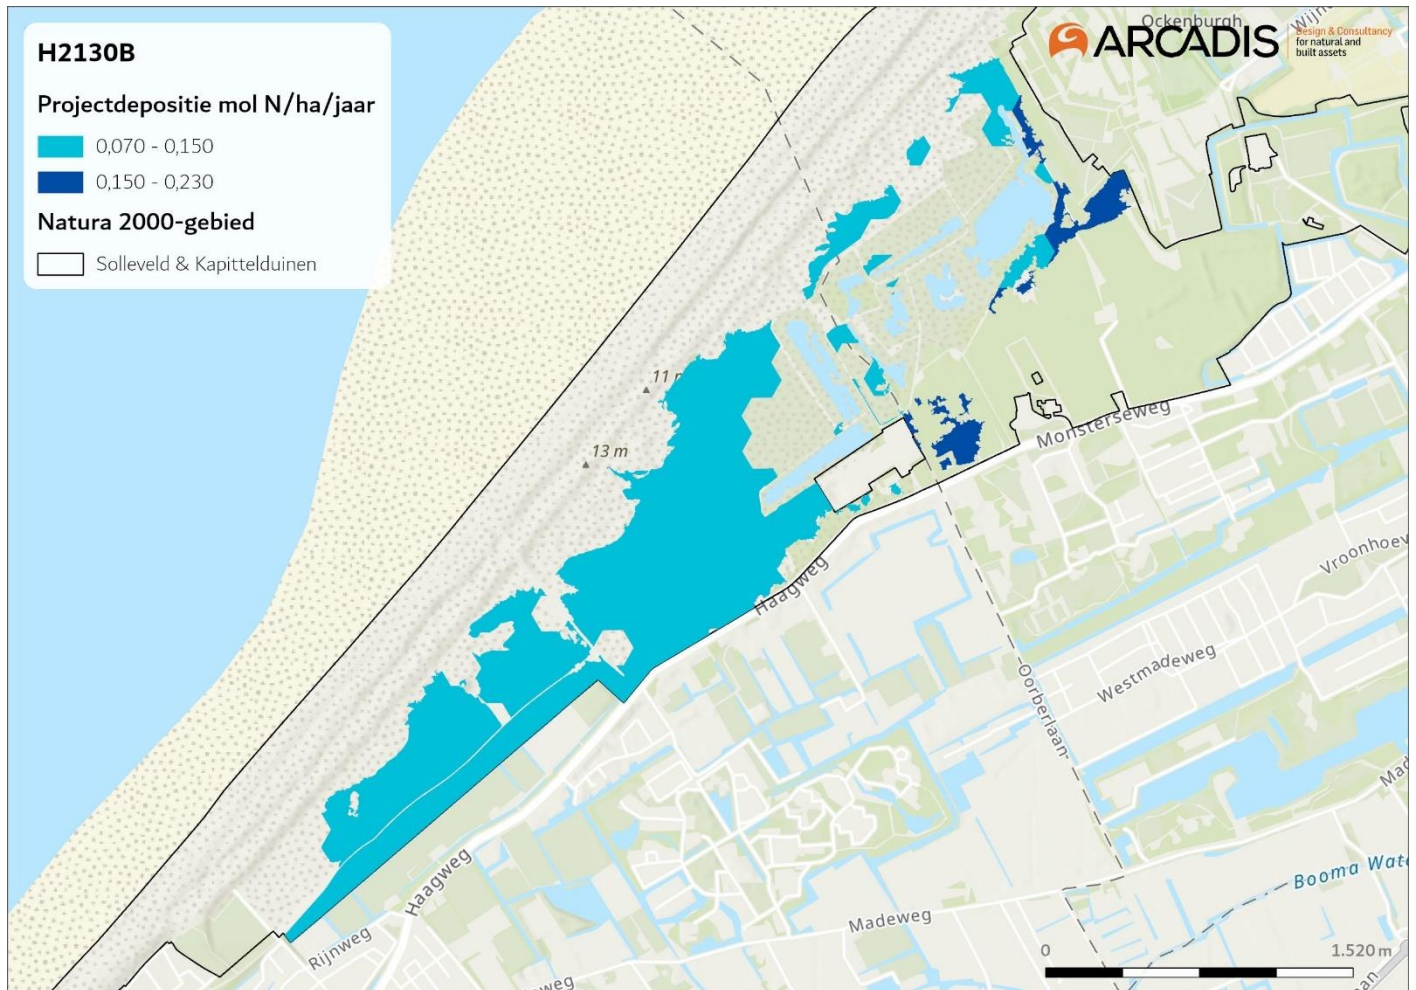 H2130B
Projectdepositie mol N/ha/jaar
0,070 - 0,150
0,150 - 0,230
Natura 2000-gebied
Solleveld & Kapittelduinen
Ockenburgh
ARCADIS
Design & Consultancy
for natural and
built assets
11
13 m
Monsterseweg
Haagweg
Vroonhoev
Westmadeweg
Oorberlaan
Haagweg
Rijnweg
Madeweg
Booma Wate
0
1.520 m